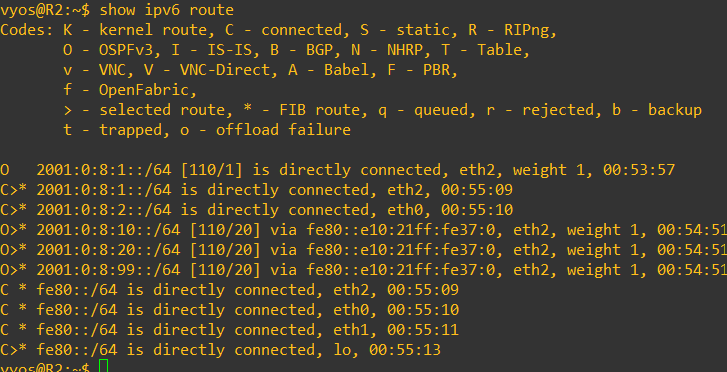 vyos@R2:~$ show ipv6 route
Codes: K - kernel route, C - connected, S - static, R - RIPng,
       O - OSPFv3, I - IS-IS, B - BGP, N - NHRP, T - Table,
       v - VNC, V - VNC-Direct, A - Babel, F - PBR,
       f - OpenFabric,
       > - selected route, * - FIB route, q - queued, r - rejected, b - backup
       t - trapped, o - offload failure

O   2001:0:8:1::/64 [110/1] is directly connected, eth2, weight 1, 00:53:57
C>* 2001:0:8:1::/64 is directly connected, eth2, 00:55:09
C>* 2001:0:8:2::/64 is directly connected, eth0, 00:55:10
O>* 2001:0:8:10::/64 [110/20] via fe80::e10:21ff:fe37:0, eth2, weight 1, 00:54:51
O>* 2001:0:8:20::/64 [110/20] via fe80::e10:21ff:fe37:0, eth2, weight 1, 00:54:51
O>* 2001:0:8:99::/64 [110/20] via fe80::e10:21ff:fe37:0, eth2, weight 1, 00:54:51
C * fe80::/64 is directly connected, eth2, 00:55:09
C * fe80::/64 is directly connected, eth0, 00:55:10
C * fe80::/64 is directly connected, eth1, 00:55:11
C>* fe80::/64 is directly connected, lo, 00:55:13
vyos@R2:~$